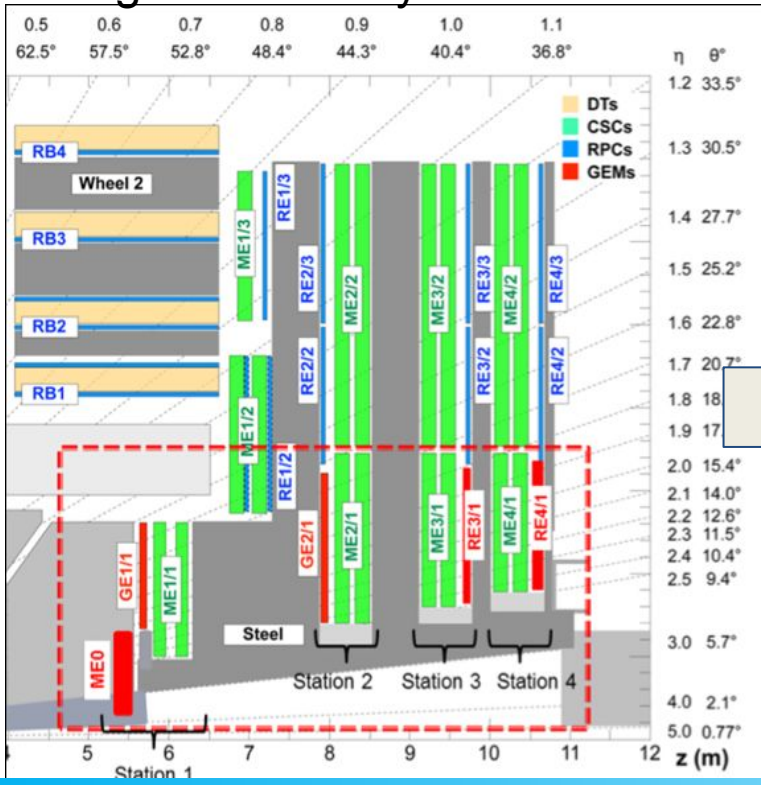 0.5 0.6 0.7 0.8 0.9 1.0 1.1
62.5° 57.5° 52.8° 48.4° 44.3° 40.4° 36.8° η θ°
1.2 33.5°
DTs
CSCs
RPCs
GEMs
1.3 30.5°
1.4 27.7°
1.5 25.2°
1.6 22.8°
1.7 20.7°
1.8 18.
1.9 17.
2.0 15.4°
2.1 14.0°
2.2 12.6°
2.3 11.5°
2.4 10.4°
2.5 9.4°
3.0 5.7°
4.0 2.1°
5.0 0.77°
RB4
Wheel 2
RB3
RB2
RB1
ME1/3
RE1/3
RE2/3
ME2/2
ME3/2
RE3/3
ME4/2
RE4/3
ME1/2
RE1/2
RE2/2
RE3/2
RE4/2
GE1/1
ME1/1
GE2/1
ME2/1
ME3/1
RE3/1
ME4/1
RE4/1
ME0
Steel
Station 2 Station 3 Station 4
5 6 7 8 9 10 11 12 z (m)
Station 1